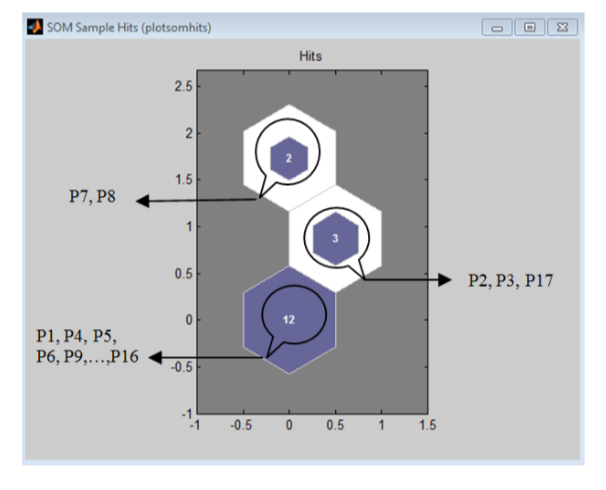 SOM Sample Hits (plotsomhits)
Hits
2.5
2
1.5
1
0.5
0
-0.5
-1
-1 -0.5 0 0.5 1 1.5
2
3
12
P7, P8
P2, P3, P17
P1, P4, P5,
P6, P9,...,P16